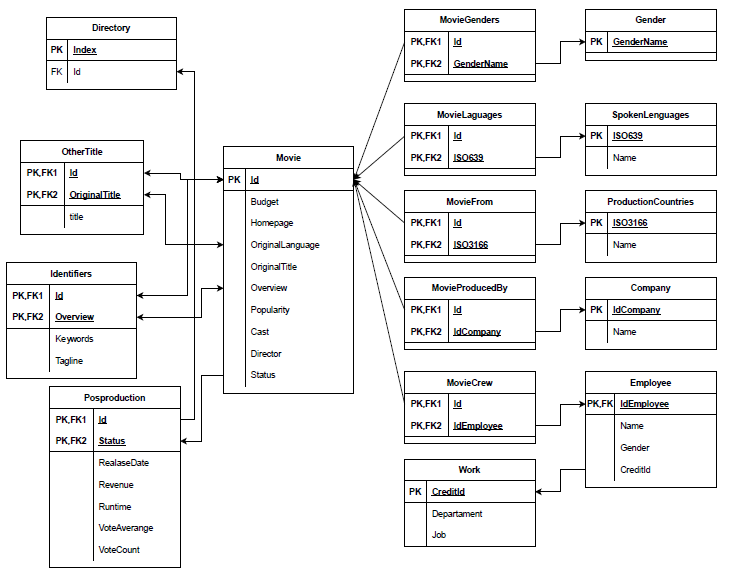 Directory
PK Index
FK Id
OtherTitle
PK,FK1 Id
PK,FK2 OriginalTitle
title
Identifiers
PK,FK1 Id
PK,FK2 Overview
Keywords
Tagline
Posproduction
PK,FK1 Id
PK,FK2 Status
RealaseDate
Revenue
Runtime
VoteAverange
VoteCount
Movie
PK Id
Budget
Homepage
OriginalLanguage
OriginalTitle
Overview
Popularity
Cast
Director
Status
MovieGenders
PK,FK1 Id
PK,FK2 GenderName
Gender
PK GenderName
MovieLaguages
PK,FK1 Id
PK,FK2 ISO639
SpokenLenguages
PK ISO639
Name
MovieFrom
PK,FK1 Id
PK,FK2 ISO3166
ProductionCountries
PK ISO3166
Name
MovieProducedBy
PK,FK1 Id
PK,FK2 IdCompany
Company
PK IdCompany
Name
MovieCrew
PK,FK1 Id
PK,FK2 IdEmployee
Employee
PK,FK IdEmployee
Name
Gender
CreditId
Work
PK CreditId
Departament
Job